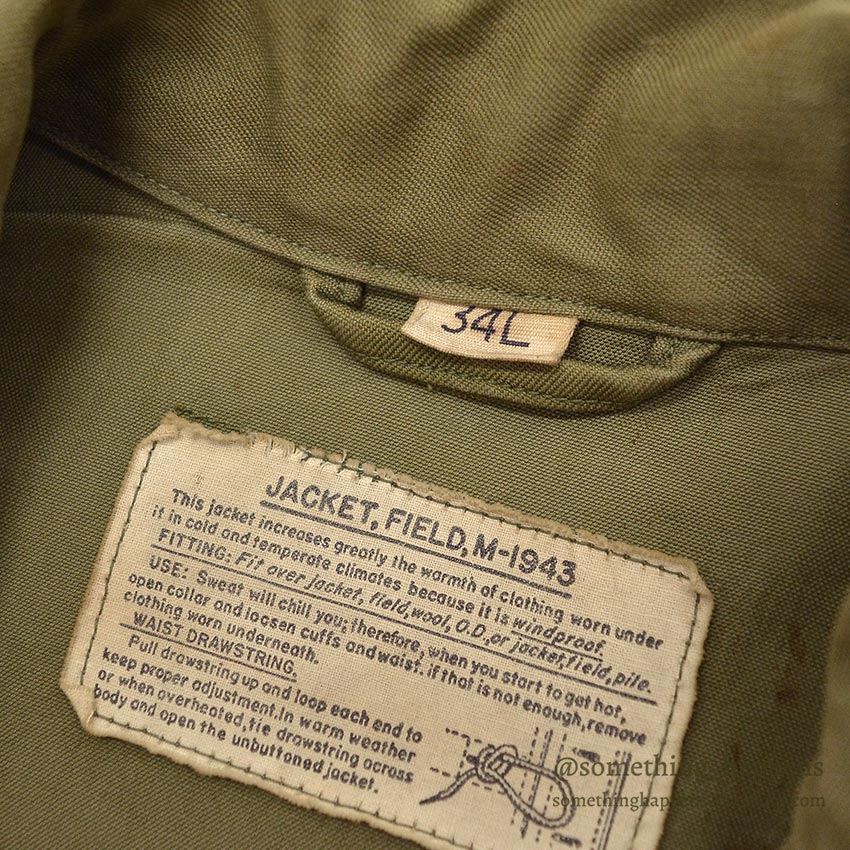 34L
JACKET, FIELD, M-1943
This jacket increases greatly the warmth of clothing worn under
it in cold and temperate climates because it is windproof.
FITTING: Fit over jacket, field, wool, O.D. or jacket, field, pile.
USE: Sweat will chill you; therefore, when you start to get hot,
open collar and loosen cuffs and waist. if that is not enough, remove
clothing worn underneath.
WAIST DRAWSTRING.
Pull drawstring up and loop each end to
keep proper adjustment. In warm weather
or when overheated, tie drawstring across
body and open the unbuttoned jacket.